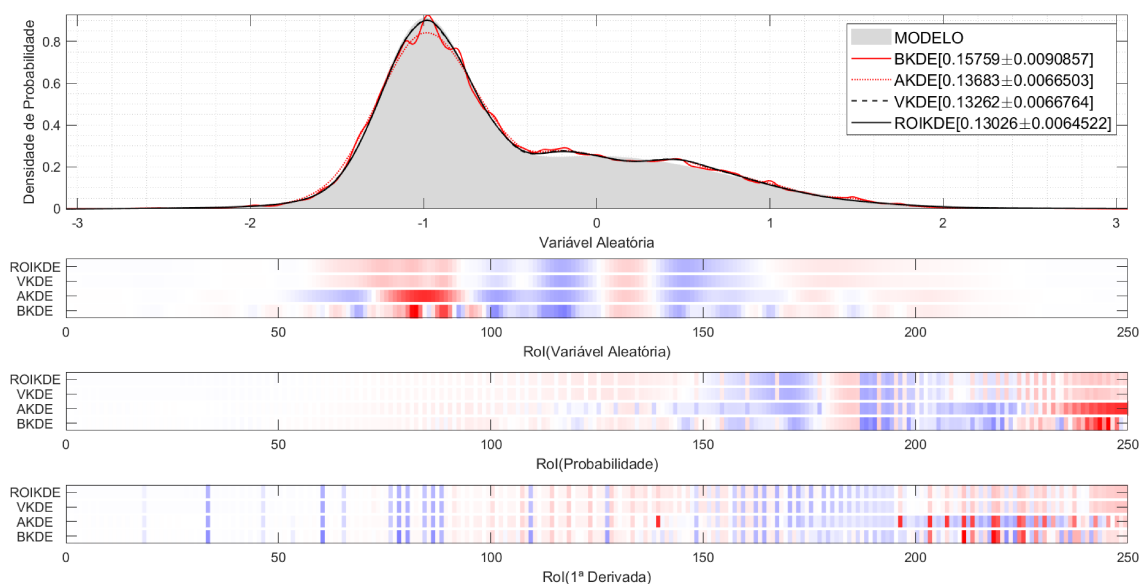 Densidade de Probabilidade
0.8
0.6
0.4
0.2
0
MODELO
BKDE[0.15759±0.0090857]
AKDE[0.13683±0.0066503]
VKDE[0.13262±0.0066764]
ROIKDE[0.13026±0.0064522]
-3 -2 -1 0 1 2 3
Variável Aleatória
ROIKDE
VKDE
AKDE
BKDE
0 50 100 150 200 250
RoI(Variável Aleatória)
ROIKDE
VKDE
AKDE
BKDE
0 50 100 150 200 250
RoI(Probabilidade)
ROIKDE
VKDE
AKDE
BKDE
0 50 100 150 200 250
RoI(1ª Derivada)